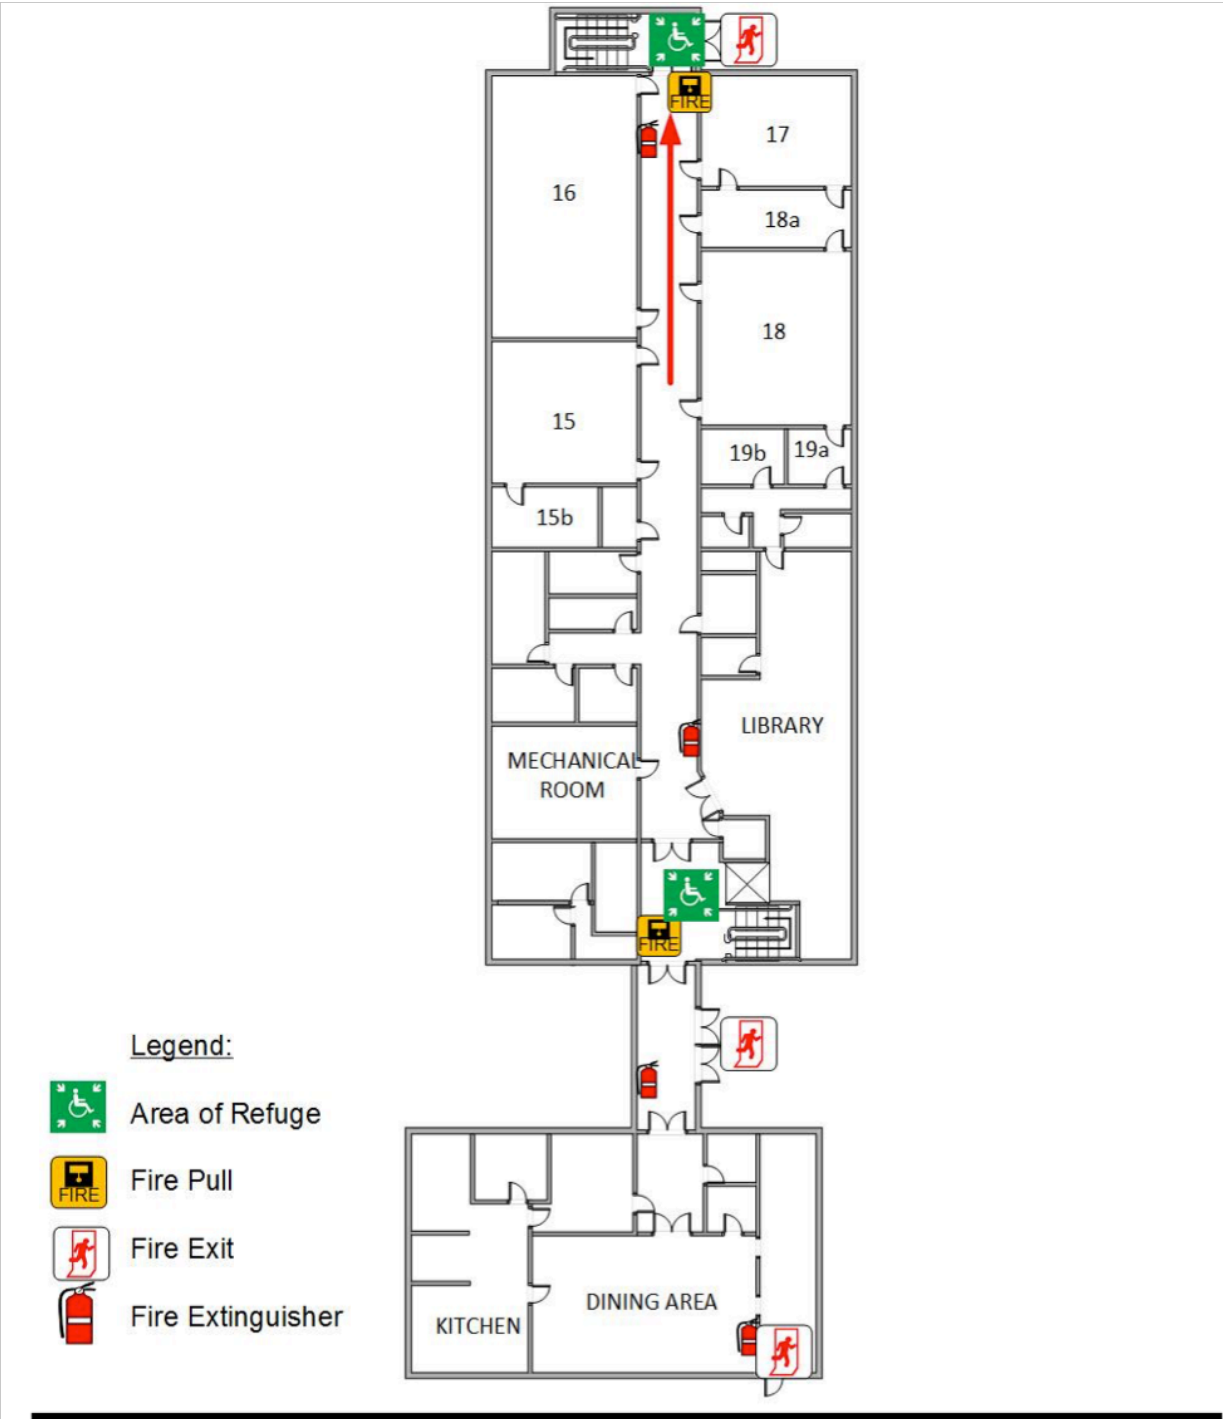 FIRE
17
16
18a
18
15
19b
19a
15b
LIBRARY
MECHANICAL
ROOM
FIRE
Legend:
Area of Refuge
FIRE
Fire Pull
Fire Exit
Fire Extinguisher
DINING AREA
KITCHEN